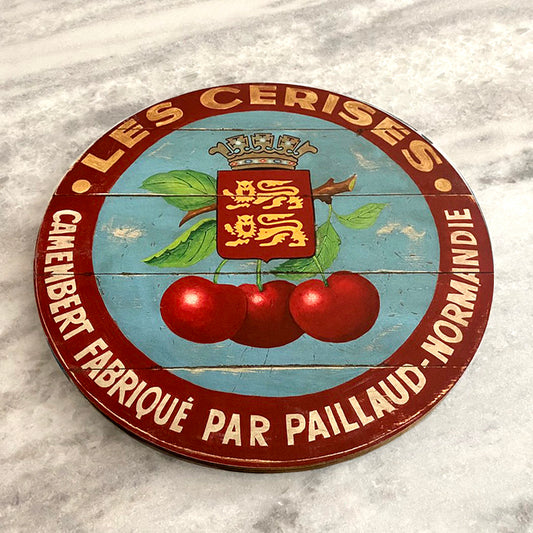 LES CERISES
CAMEMBERT FABRIQUÉ PAR PAILLAUD-NORMANDIE